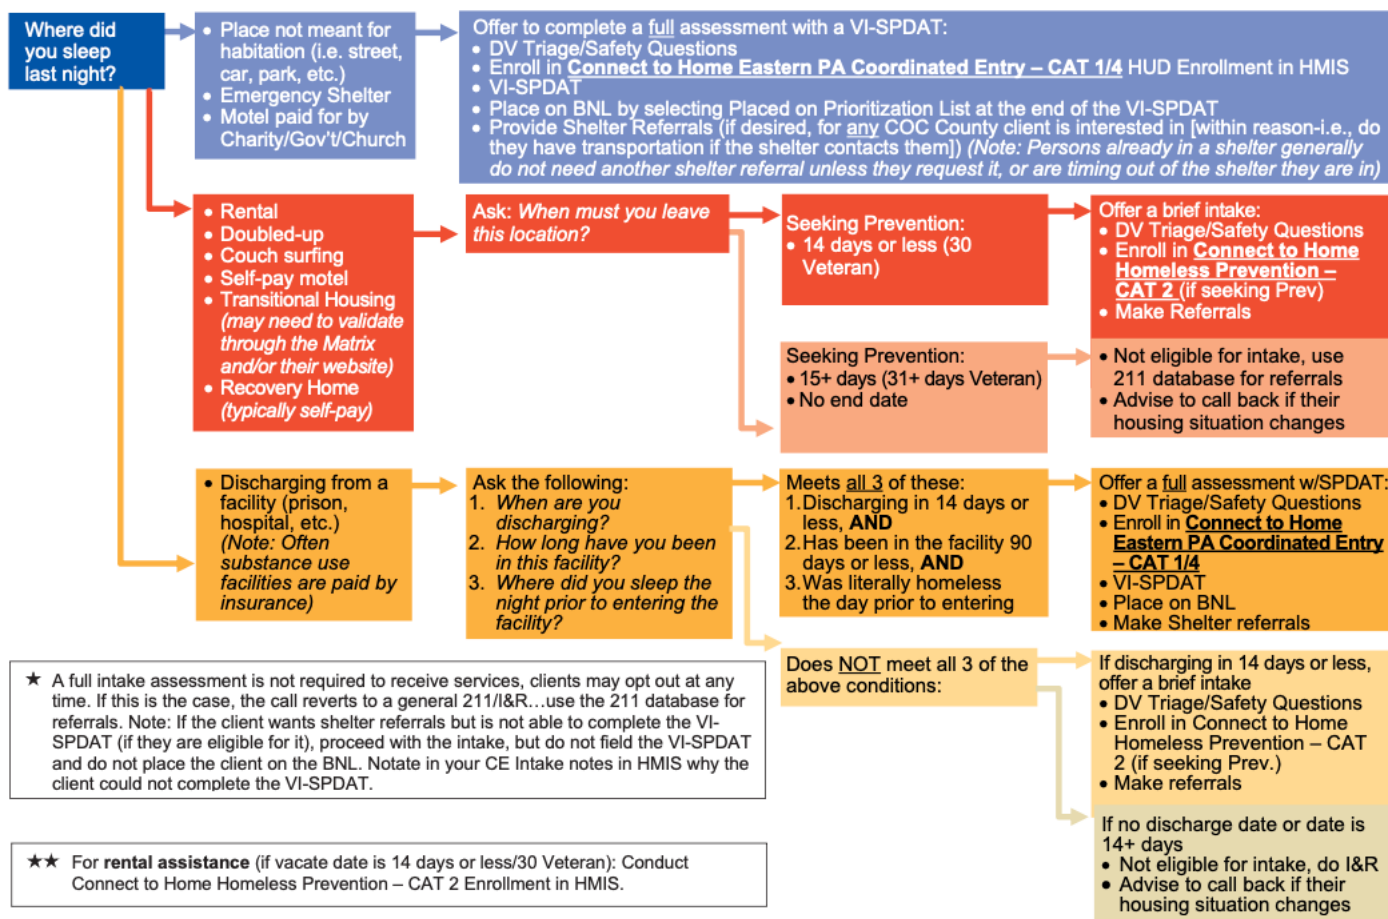 Where did
you sleep
last night?
• Place not meant for
habitation (i.e. street,
car, park, etc.)
• Emergency Shelter
• Motel paid for by
Charity/Gov't/Church
Offer to complete a full assessment with a VI-SPDAT:
• DV Triage/Safety Questions
• Enroll in Connect to Home Eastern PA Coordinated Entry – CAT 1/4 HUD Enrollment in HMIS
• VI-SPDAT
• Place on BNL by selecting Placed on Prioritization List at the end of the VI-SPDAT
• Provide Shelter Referrals (if desired, for any COC County client is interested in [within reason-i.e., do
they have transportation if the shelter contacts them]) (Note: Persons already in a shelter generally
do not need another shelter referral unless they request it, or are timing out of the shelter they are in)
• Rental
• Doubled-up
• Couch surfing
• Self-pay motel
• Transitional Housing
(may need to validate
through the Matrix
and/or their website)
• Recovery Home
(typically self-pay)
Ask: When must you leave
this location?
Seeking Prevention:
• 14 days or less (30
Veteran)
Offer a brief intake:
• DV Triage/Safety Questions
• Enroll in Connect to Home
Homeless Prevention –
CAT 2 (if seeking Prev)
• Make Referrals
Seeking Prevention:
• 15+ days (31+ days Veteran)
• No end date
• Not eligible for intake, use
211 database for referrals
• Advise to call back if their
housing situation changes
• Discharging from a
facility (prison,
hospital, etc.)
(Note: Often
substance use
facilities are paid by
insurance)
Ask the following:
1. When are you
discharging?
2. How long have you been
in this facility?
3. Where did you sleep the
night prior to entering the
facility?
Meets all 3 of these:
1. Discharging in 14 days or
less, AND
2. Has been in the facility 90
days or less, AND
3. Was literally homeless
the day prior to entering
Offer a full assessment w/SPDAT:
• DV Triage/Safety Questions
• Enroll in Connect to Home
Eastern PA Coordinated Entry
– CAT 1/4
• VI-SPDAT
• Place on BNL
• Make Shelter referrals
Does NOT meet all 3 of the
above conditions:
If discharging in 14 days or less,
offer a brief intake
• DV Triage/Safety Questions
• Enroll in Connect to Home
Homeless Prevention – CAT
2 (if seeking Prev.)
• Make referrals
If no discharge date or date is
14+ days
• Not eligible for intake, do I&R
• Advise to call back if their
housing situation changes
★ A full intake assessment is not required to receive services, clients may opt out at any
time. If this is the case, the call reverts to a general 211/I&R…use the 211 database for
referrals. Note: If the client wants shelter referrals but is not able to complete the VI-
SPDAT (if they are eligible for it), proceed with the intake, but do not field the VI-SPDAT
and do not place the client on the BNL. Notate in your CE Intake notes in HMIS why the
client could not complete the VI-SPDAT.
★★ For rental assistance (if vacate date is 14 days or less/30 Veteran): Conduct
Connect to Home Homeless Prevention – CAT 2 Enrollment in HMIS.